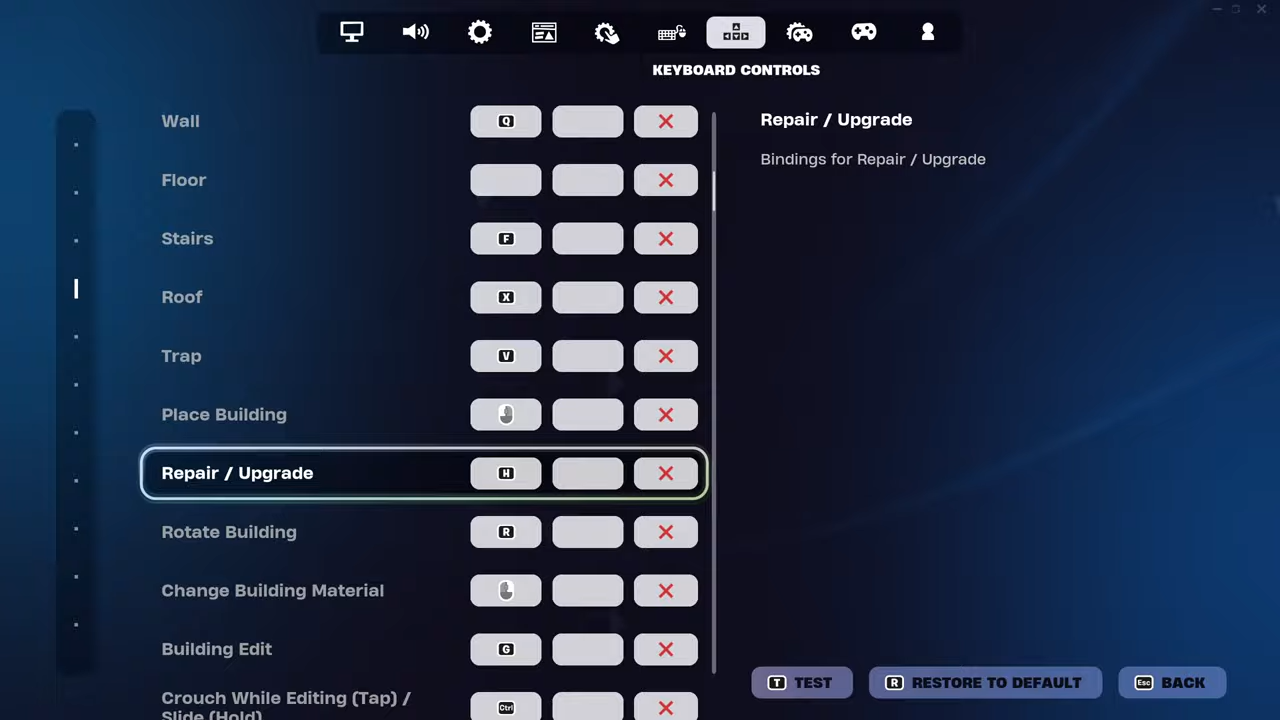 KEYBOARD CONTROLS
Wall Q
Floor
Stairs F
Roof X
Trap V
Place Building
Repair / Upgrade H
Rotate Building R
Change Building Material
Building Edit G
Crouch While Editing (Tap) /
Slide (Hold) Ctrl
Repair / Upgrade
Bindings for Repair / Upgrade
T TEST
R RESTORE TO DEFAULT
Esc BACK